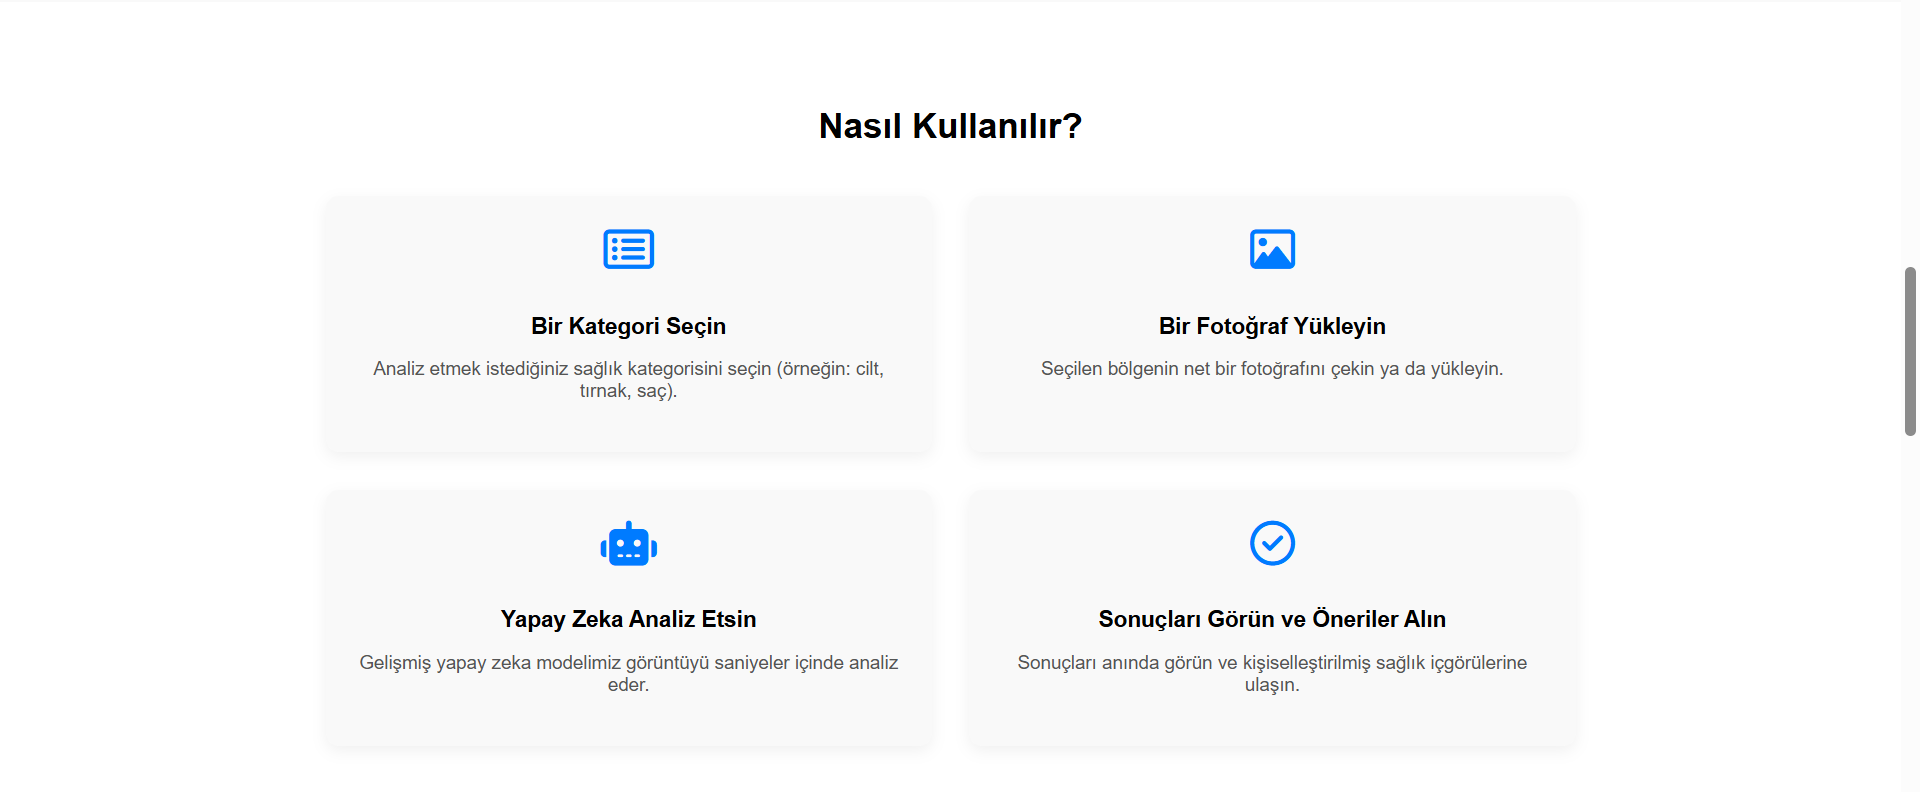 Nasıl Kullanılır?
Bir Kategori Seçin
Analiz etmek istediğiniz sağlık kategorisini seçin (örneğin: cilt,
tırnak, saç).
Bir Fotoğraf Yükleyin
Seçilen bölgenin net bir fotoğrafını çekin ya da yükleyin.
Yapay Zeka Analiz Etsin
Gelişmiş yapay zeka modelimiz görüntüyü saniyeler içinde analiz
eder.
Sonuçları Görün ve Öneriler Alın
Sonuçları anında görün ve kişiselleştirilmiş sağlık içgörülerine
ulaşın.